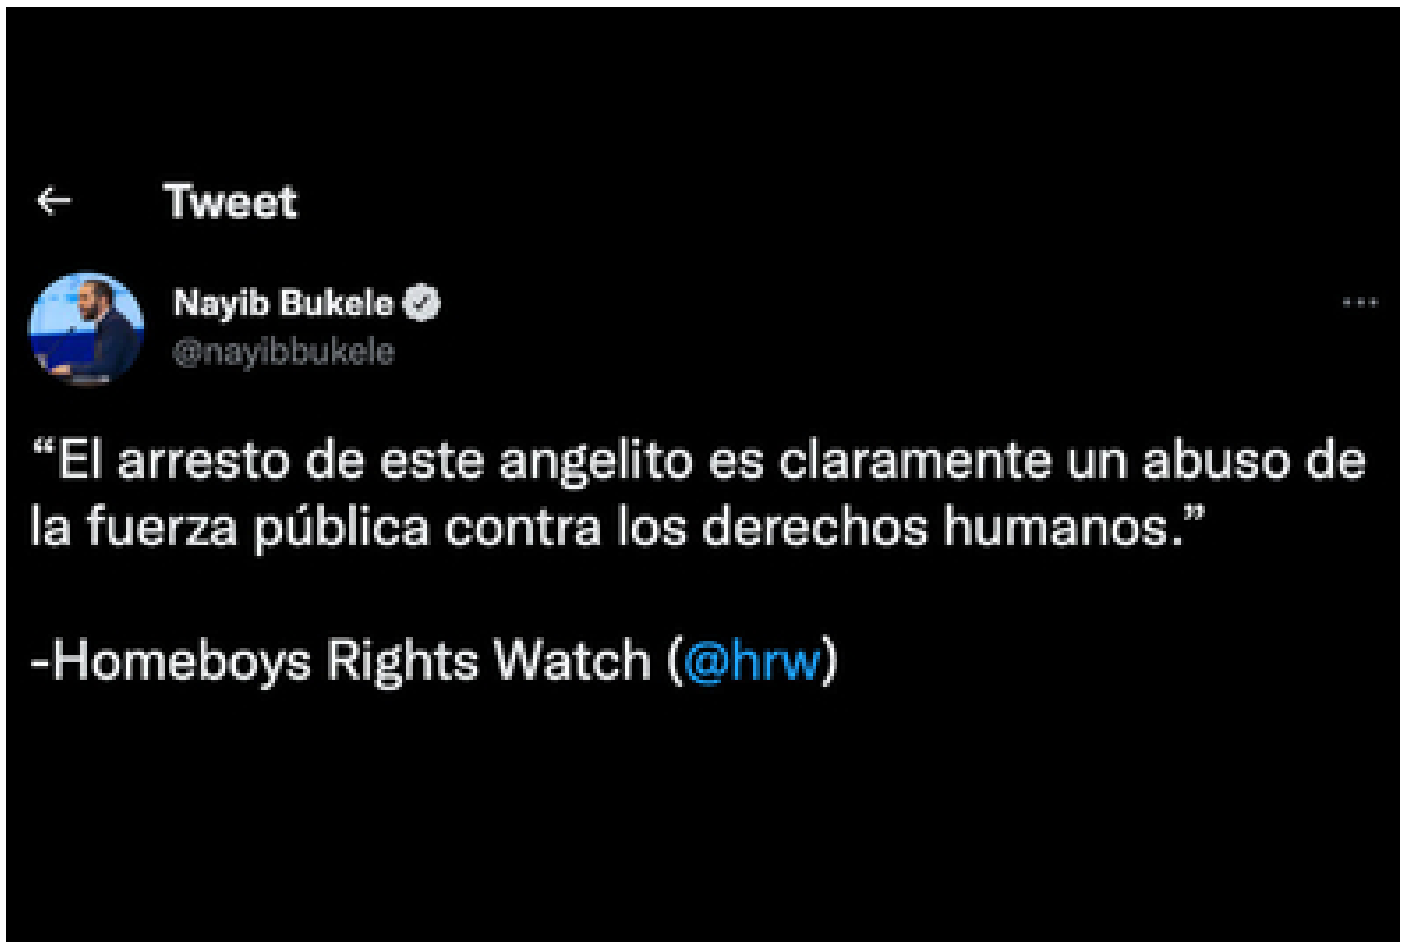 ← Tweet
Nayib Bukele
@nayibbukele
“El arresto de este angelito es claramente un abuso de
la fuerza pública contra los derechos humanos.”
-Homeboys Rights Watch (@hrw)